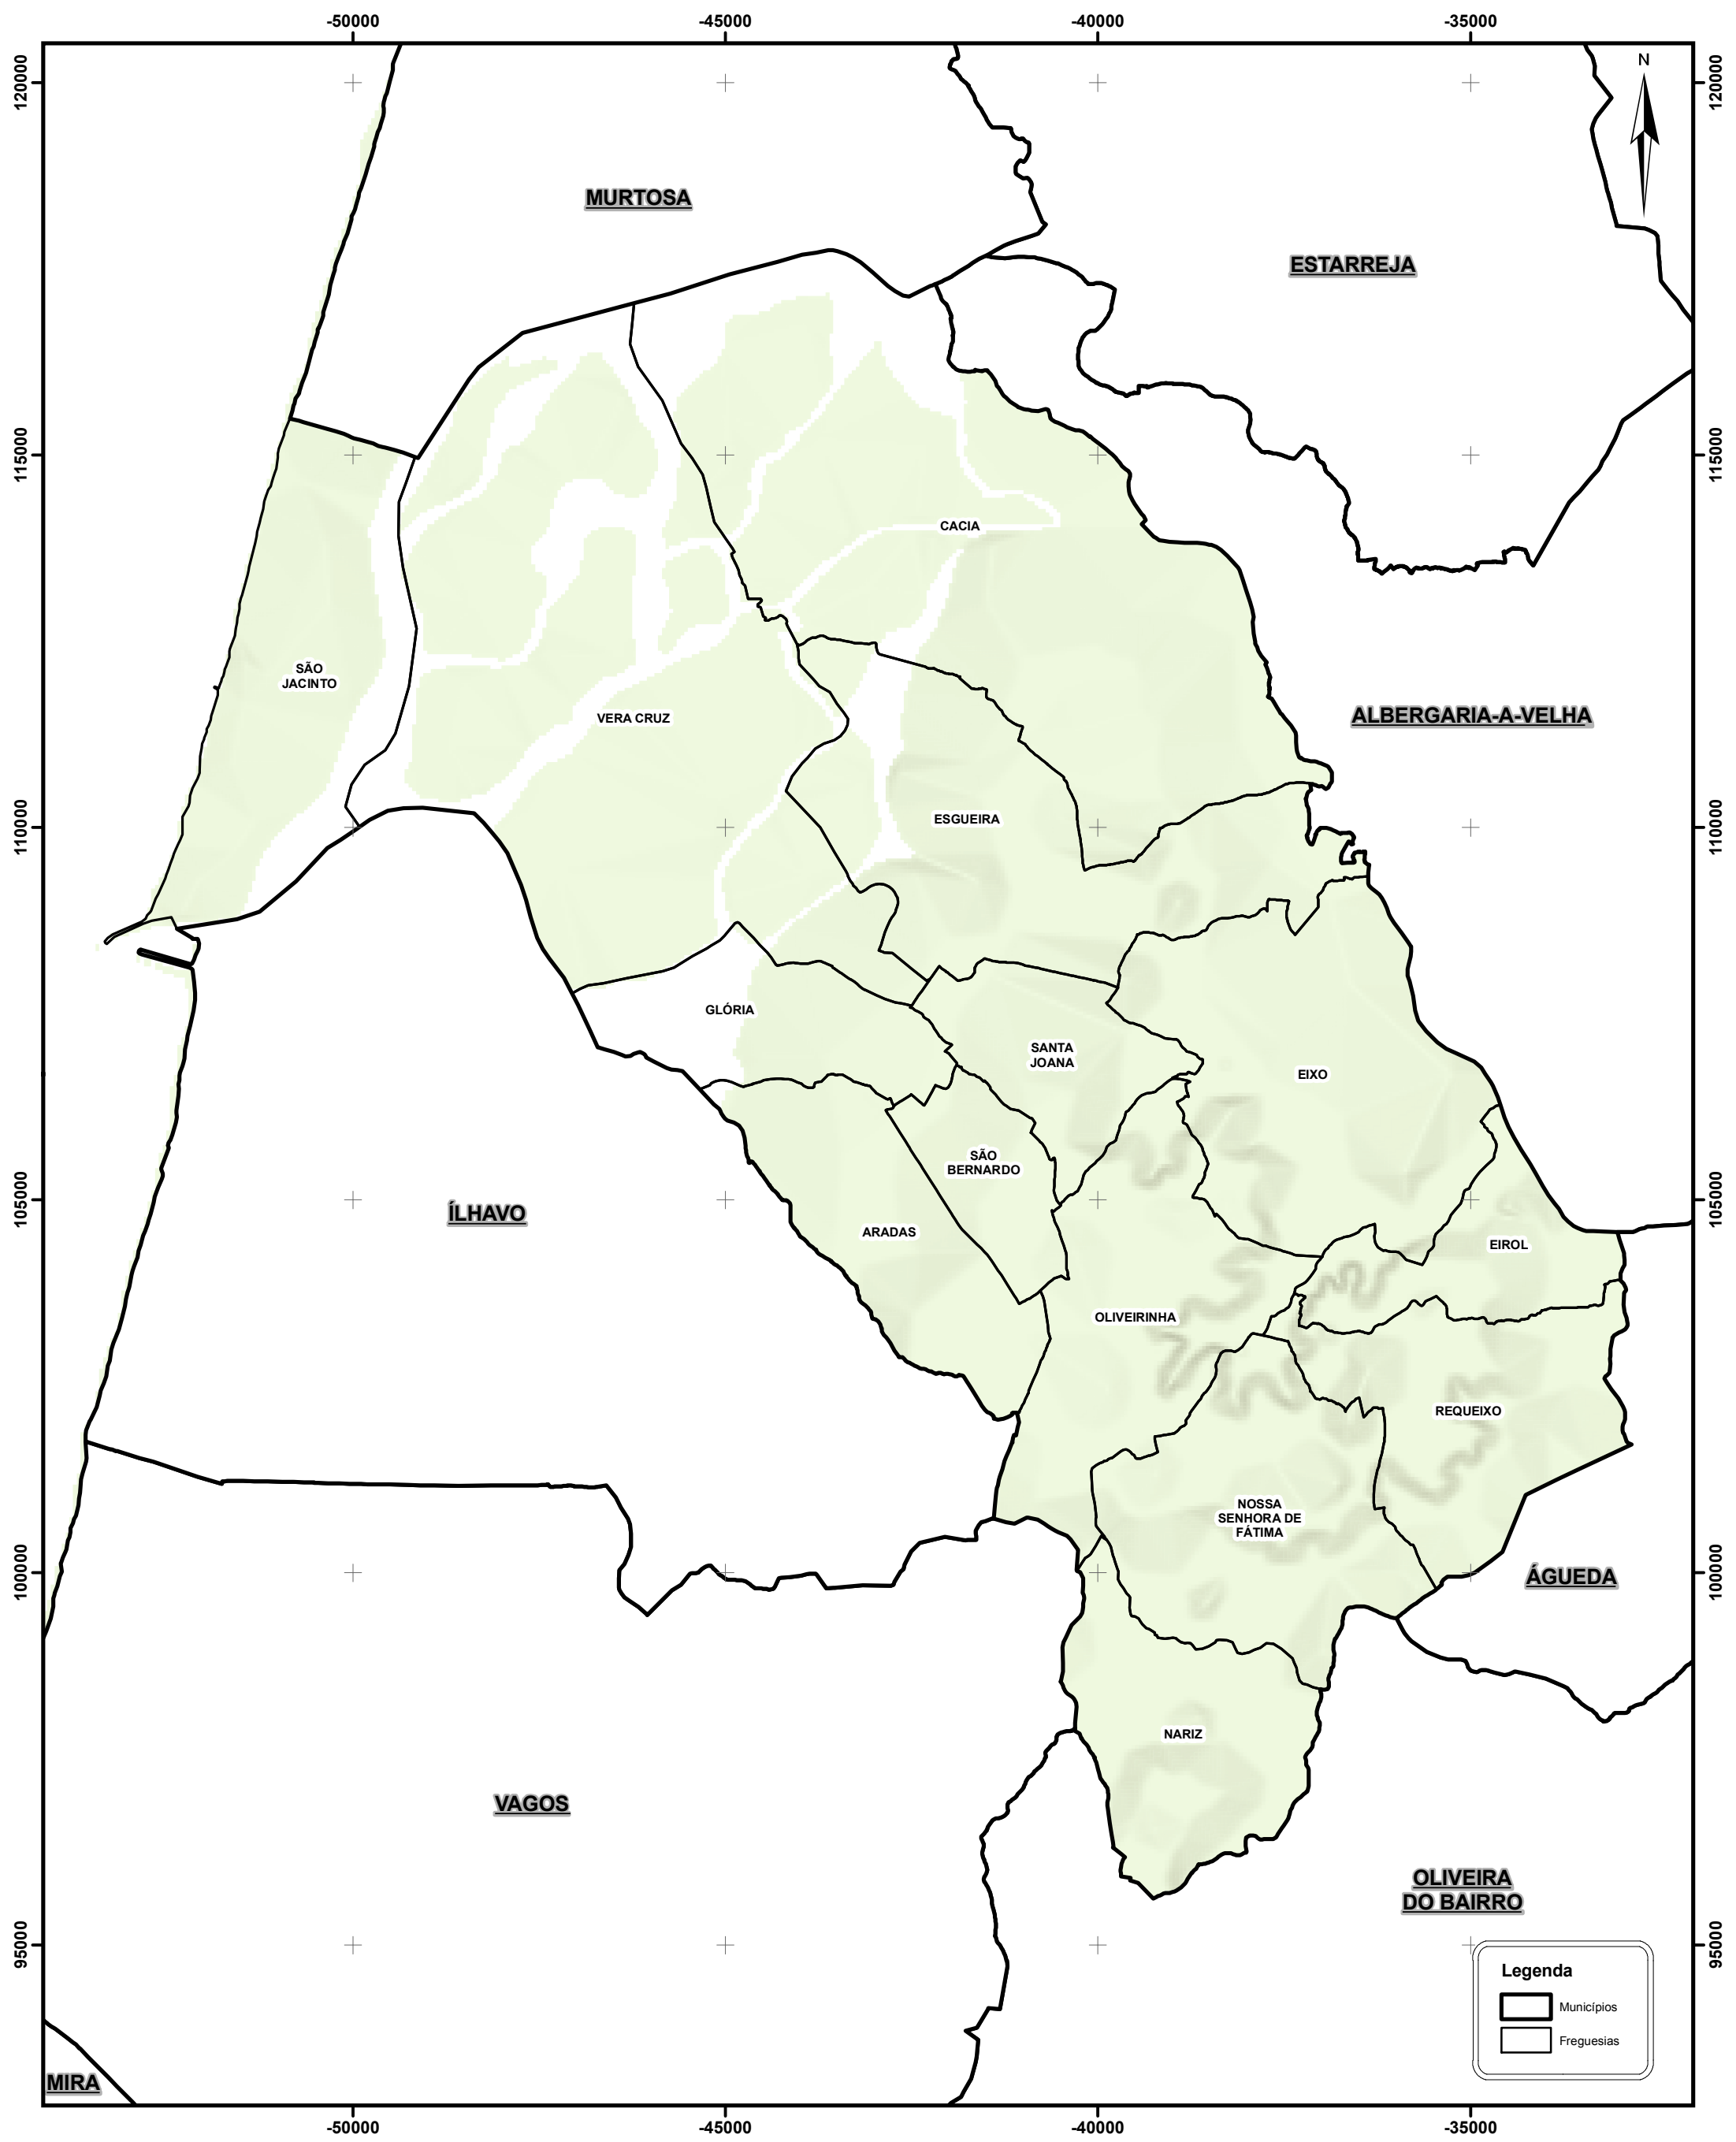 -50000
-45000
-40000
-35000
120000
120000
N
MURTOSA
ESTARREJA
115000
115000
CACIA
SÃO
JACINTO
VERA CRUZ
ALBERGARIA-A-VELHA
110000
110000
ESGUEIRA
GLÓRIA
SANTA
JOANA
EIXO
SÃO
BERNARDO
105000
105000
ÍLHAVO
ARADAS
EIROL
OLIVEIRINHA
REQUEIXO
NOSSA
SENHORA DE
FÁTIMA
100000
100000
ÁGUEDA
NARIZ
VAGOS
OLIVEIRA
DO BAIRRO
95000
95000
Legenda
Municípios
Freguesias
MIRA
-50000
-45000
-40000
-35000